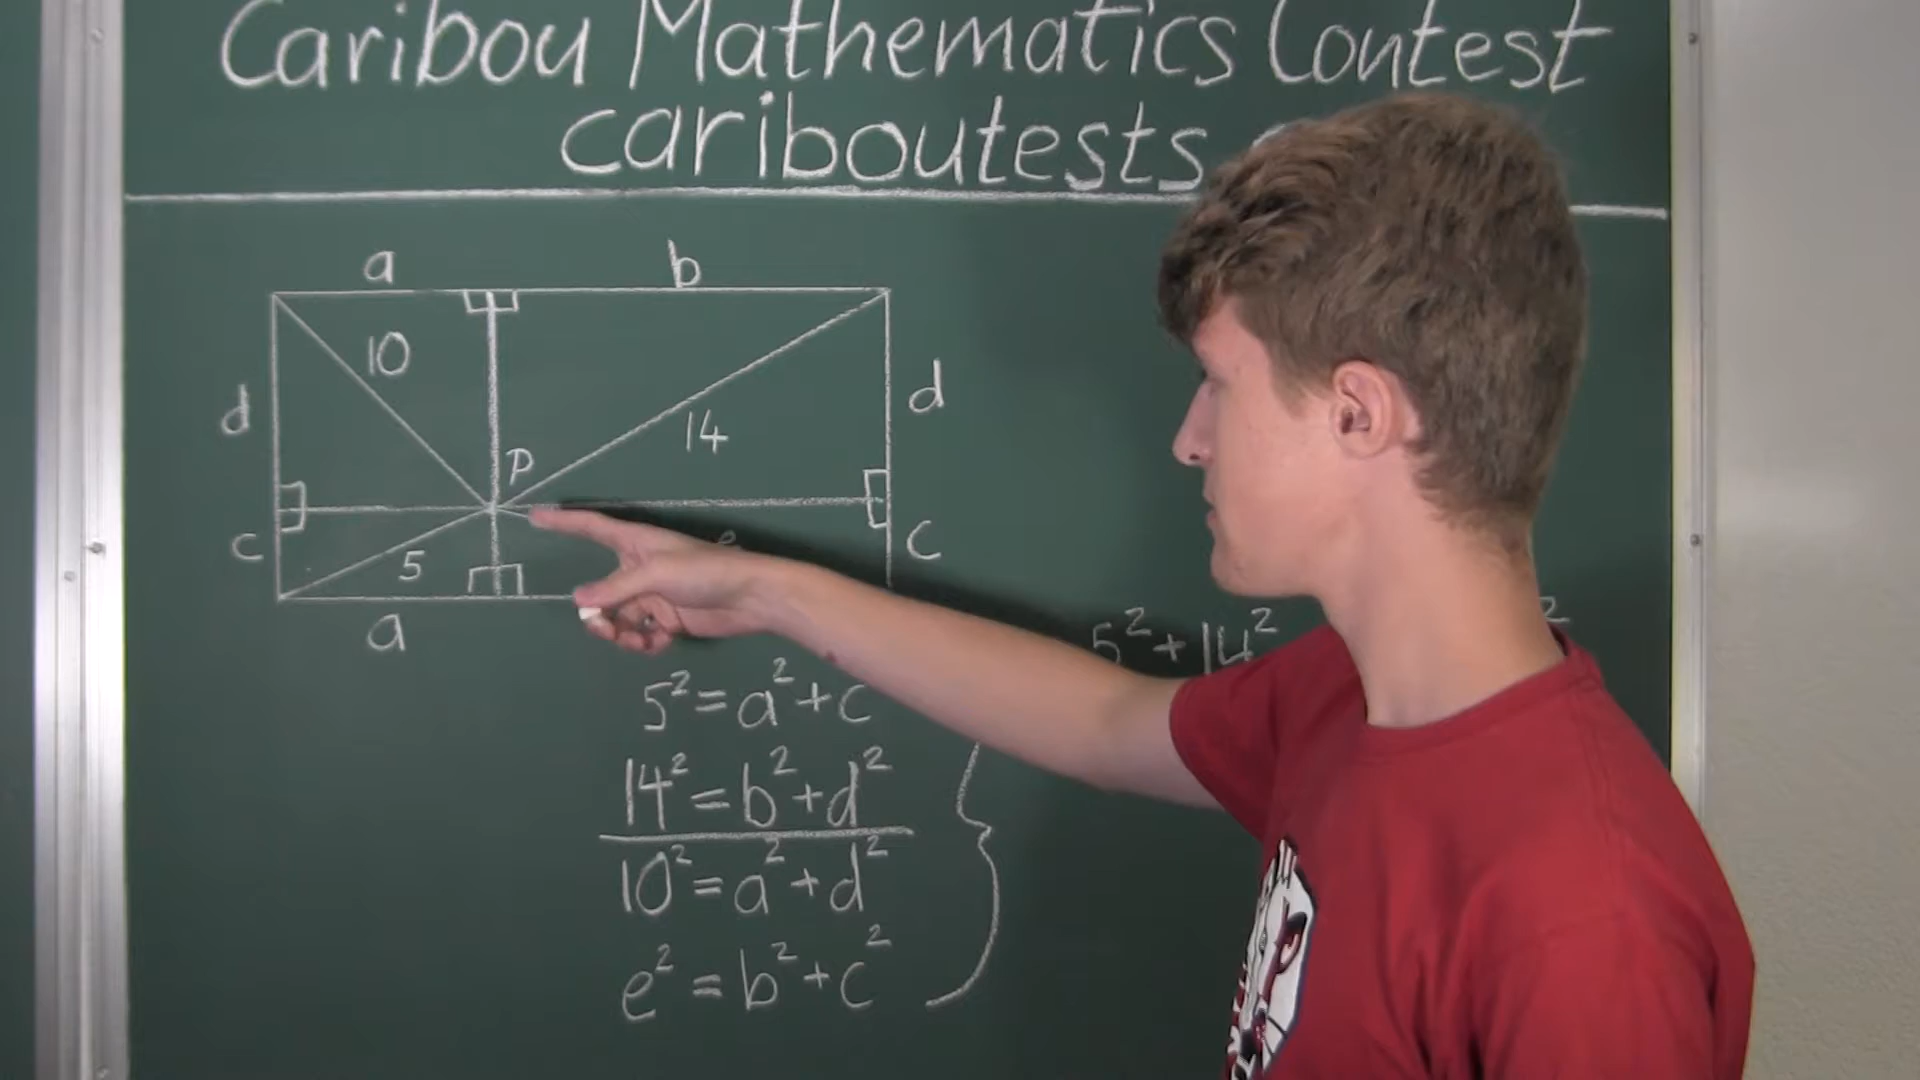 Caribou Mathematics Contest
cariboutests
a b
10
d d
14
P
c c
5
e
a
5² + 14² ²
5² = a² + c
14² = b² + d²
10² = a² + d²
e² = b² + c²